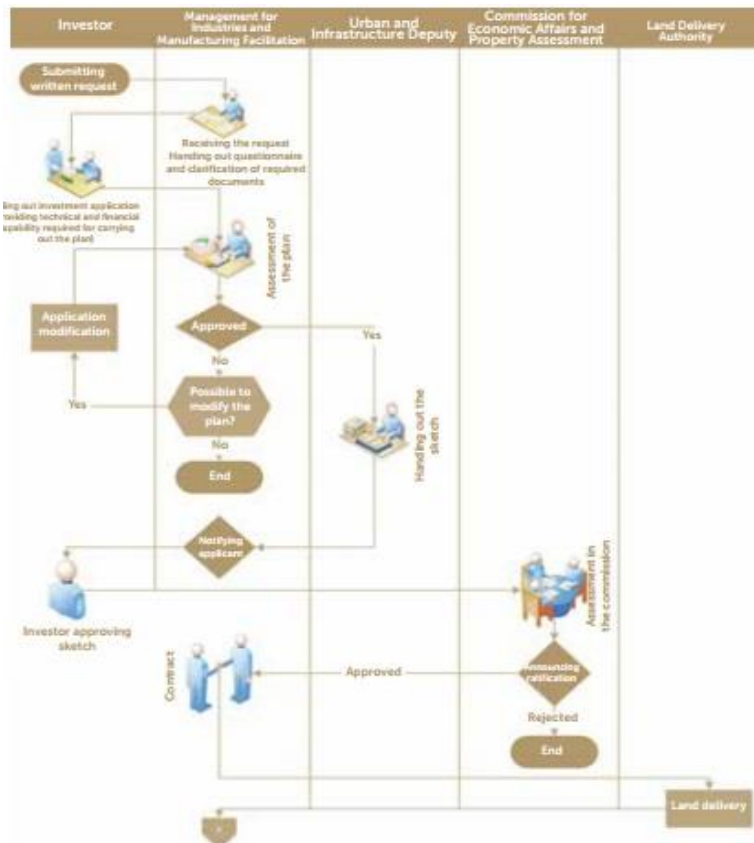 Investor
Management for
Industries and
Manufacturing Facilitation
Urban and
Infrastructure Deputy
Commission for
Economic Affairs and
Property Assessment
Land Delivery
Authority
Submitting
written request
Receiving the request
Handing out questionnaire
and clarification of required
documents
ling out investment application
oviding technical and financial
apability required for carrying
out the plan)
Assessment of
the plan
Application
modification
Approved
Yes
No
Possible to
modify the
plan?
Yes
No
End
Handing out the
sketch
Notifying
applicant
Investor approving
sketch
Assessment in
the commission
Announcing
ratification
Approved
Contract
Rejected
End
Land delivery